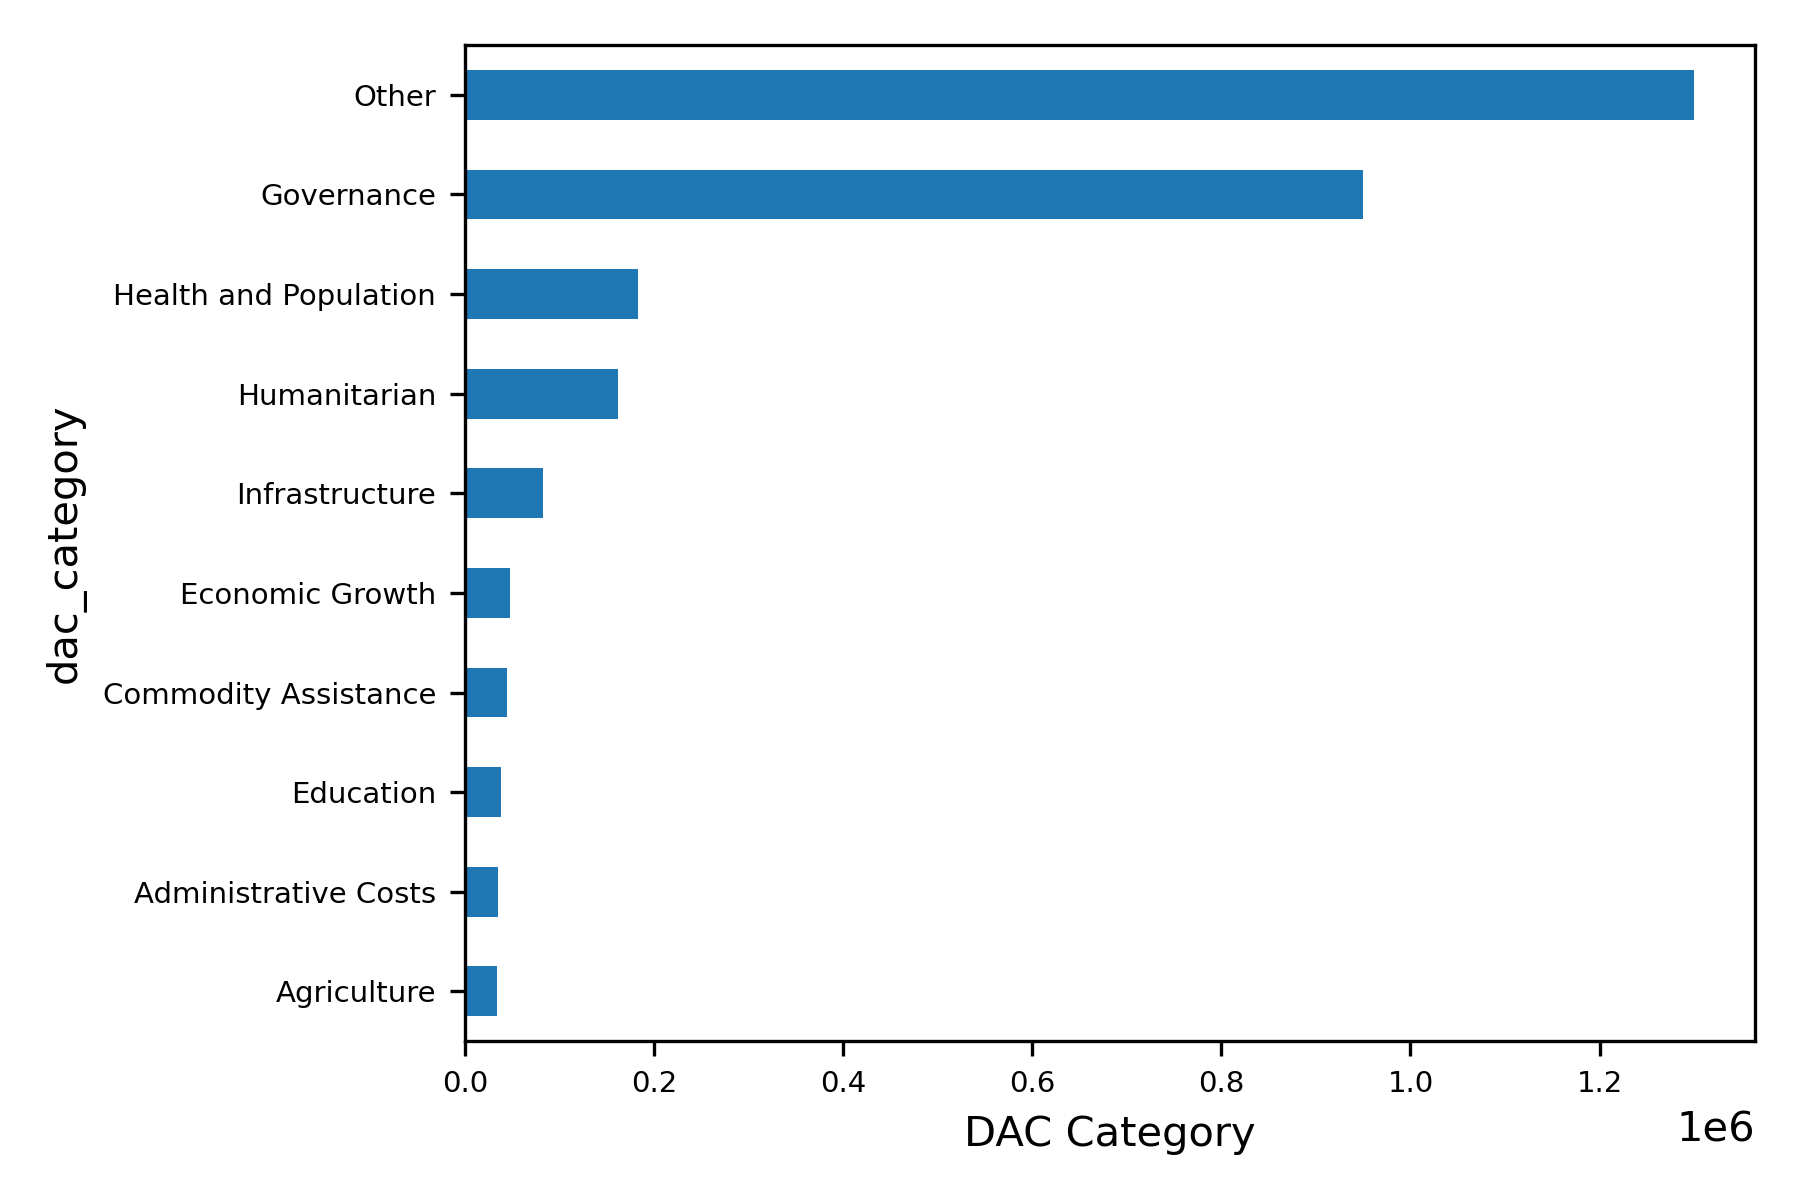 Other
Governance
Health and Population
Humanitarian
Infrastructure
Economic Growth
Commodity Assistance
Education
Administrative Costs
Agriculture
dac_category
0.0 0.2 0.4 0.6 0.8 1.0 1.2
1e6
DAC Category